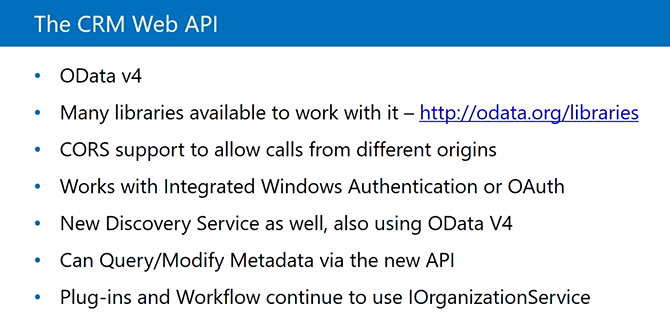 The CRM Web API
• OData v4
• Many libraries available to work with it – http://odata.org/libraries
• CORS support to allow calls from different origins
• Works with Integrated Windows Authentication or OAuth
• New Discovery Service as well, also using OData V4
• Can Query/Modify Metadata via the new API
• Plug-ins and Workflow continue to use IOrganizationService